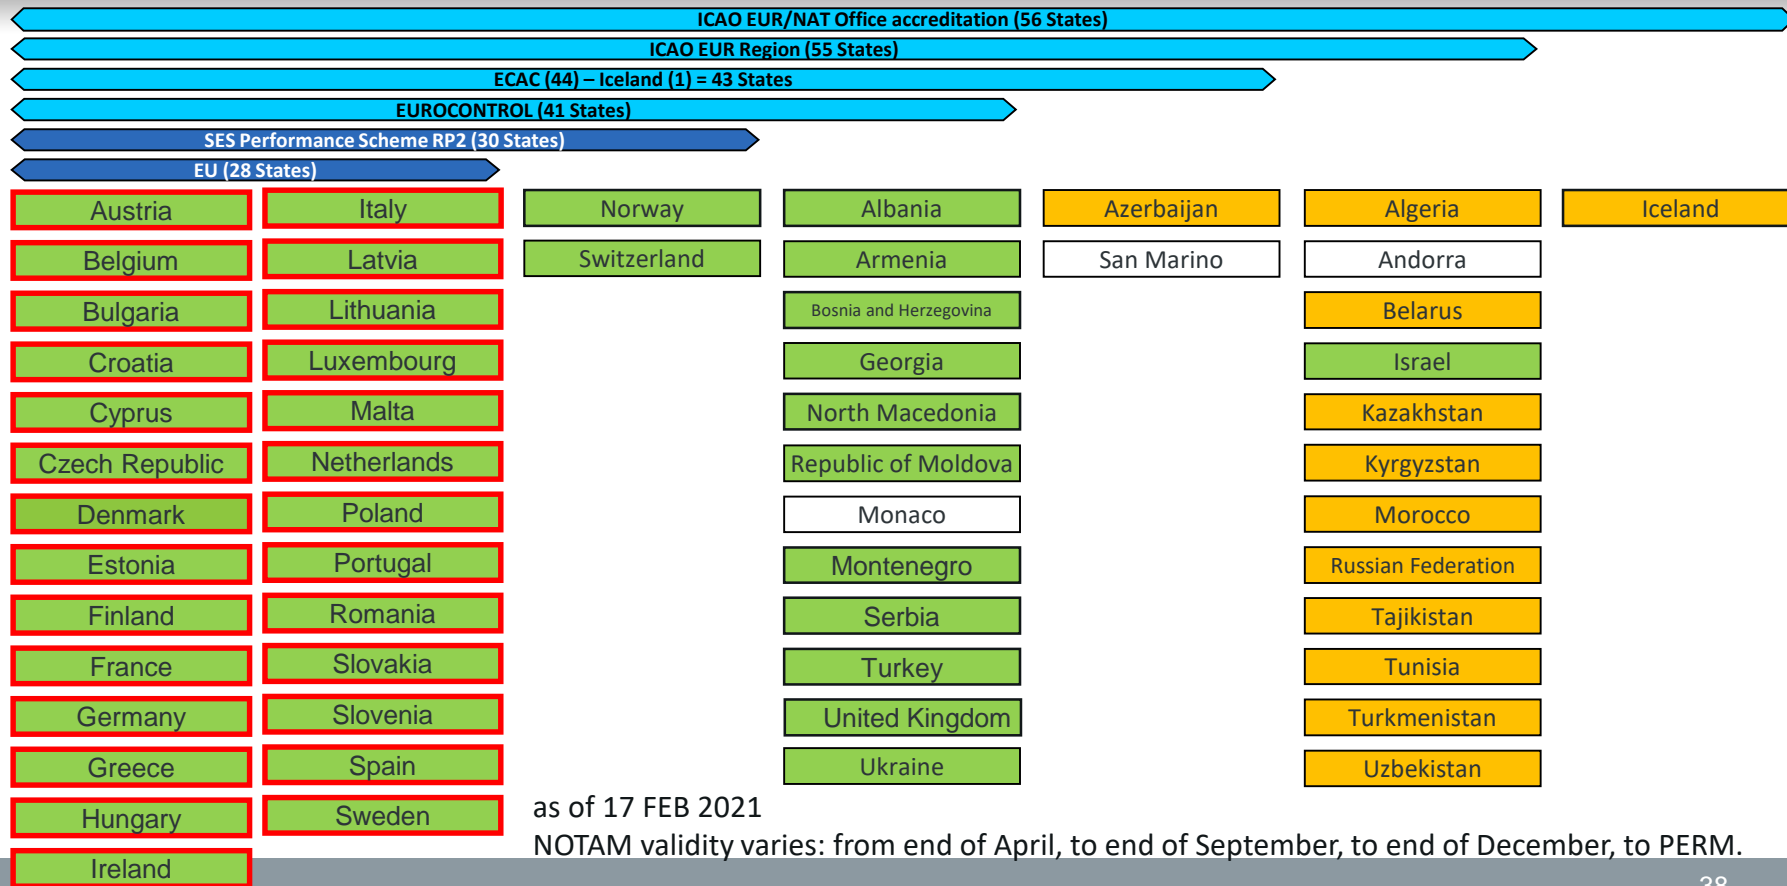 ICAO EUR/NAT Office accreditation (56 States)
ICAO EUR Region (55 States)
ECAC (44) – Iceland (1) = 43 States
EUROCONTROL (41 States)
SES Performance Scheme RP2 (30 States)
EU (28 States)
Austria
Belgium
Bulgaria
Croatia
Cyprus
Czech Republic
Denmark
Estonia
Finland
France
Germany
Greece
Hungary
Ireland
Italy
Latvia
Lithuania
Luxembourg
Malta
Netherlands
Poland
Portugal
Romania
Slovakia
Slovenia
Spain
Sweden
Norway
Switzerland
Albania
Armenia
Bosnia and Herzegovina
Georgia
North Macedonia
Republic of Moldova
Monaco
Montenegro
Serbia
Turkey
United Kingdom
Ukraine
Azerbaijan
San Marino
Algeria
Andorra
Belarus
Israel
Kazakhstan
Kyrgyzstan
Morocco
Russian Federation
Tajikistan
Tunisia
Turkmenistan
Uzbekistan
Iceland
as of 17 FEB 2021
NOTAM validity varies: from end of April, to end of September, to end of December, to PERM.
38